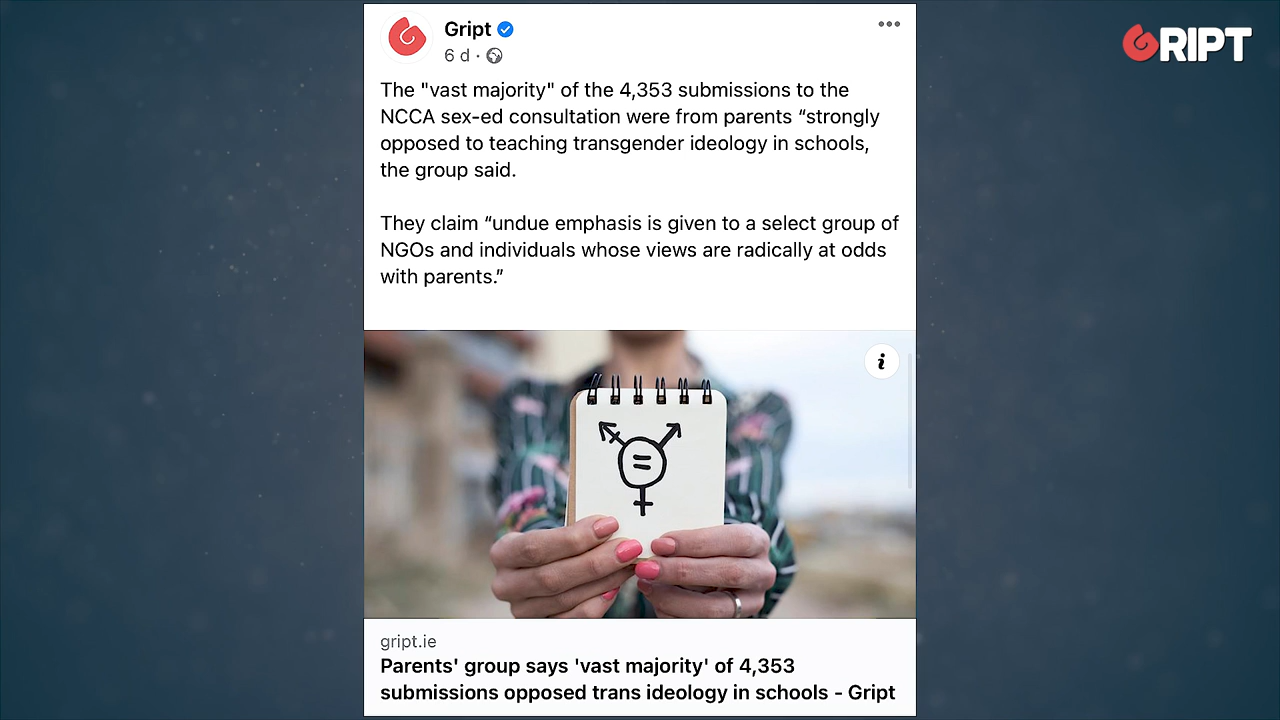 Gript
6 d ·
GRIPT
The "vast majority" of the 4,353 submissions to the
NCCA sex-ed consultation were from parents “strongly
opposed to teaching transgender ideology in schools,
the group said.
They claim “undue emphasis is given to a select group of
NGOs and individuals whose views are radically at odds
with parents.”
i
gript.ie
Parents' group says 'vast majority' of 4,353
submissions opposed trans ideology in schools - Gript